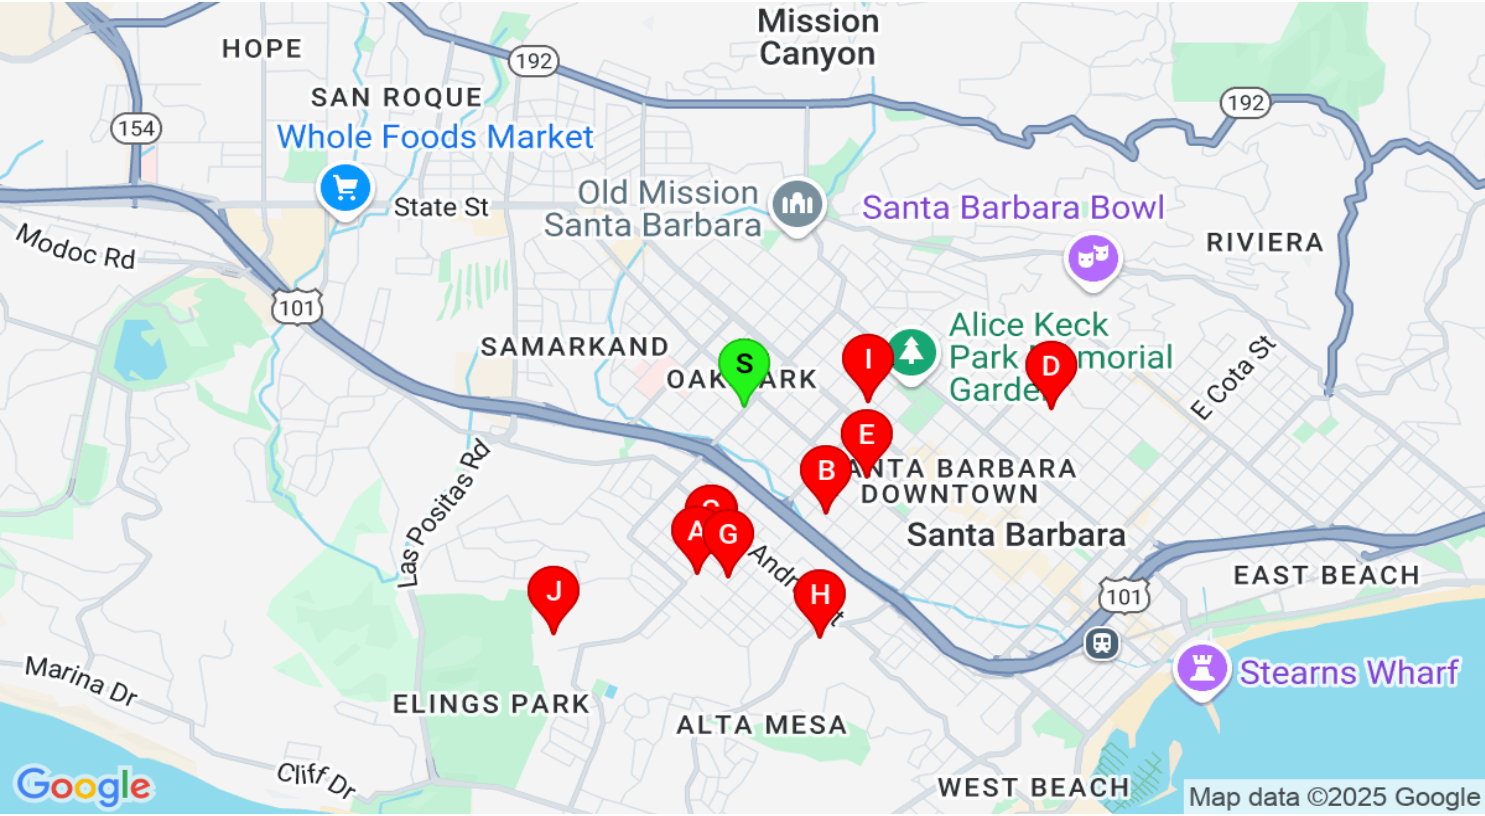 Mission
Canyon
HOPE
192
SAN ROQUE
192
154
Whole Foods Market
Old Mission
Santa Barbara
State St
Santa Barbara Bowl
Modoc Rd
RIVIERA
101
SAMARKAND
Alice Keck
Park
Memorial
S
I
D
OAK PARK
E Cota St
E
B
SANTA BARBARA
DOWNTOWN
Las Positas Rd
A
G
Santa Barbara
J
H
EAST BEACH
101
Marina Dr
Stearns Wharf
ELINGS PARK
ALTA MESA
Cliff Dr
Google
WEST BEACH
Map data ©2025 Google